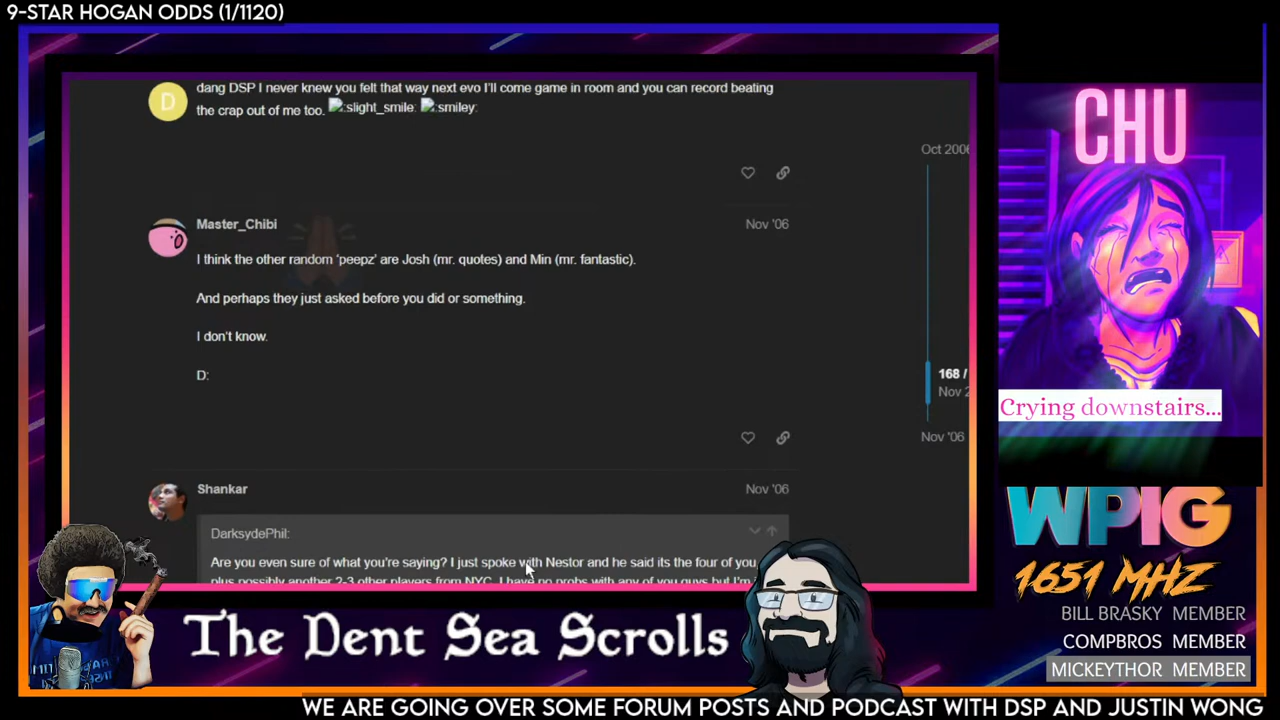 9-STAR HOGAN ODDS (1/1120)
dang DSP I never knew you felt that way next evo I'll come game in room and you can record beating
the crap out of me too. :slight_smile: :smiley:
D
Oct 2006
Master_Chibi
Nov '06
I think the other random 'peepz' are Josh (mr. quotes) and Min (mr. fantastic).
And perhaps they just asked before you did or something.
I don't know.
D:
168 /
Nov 2
Nov '06
Shankar
Nov '06
DarksydePhil:
Are you even sure of what you're saying? I just spoke with Nestor and he said its the four of you
plus possibly another 2-3 other players from NYC. I have no probs with any of you guys but I'm
CHU
Crying downstairs...
WPIG
1651 MHZ
BILL BRASKY MEMBER
COMPBROS MEMBER
MICKEYTHOR MEMBER
The Dent Sea Scrolls
WE ARE GOING OVER SOME FORUM POSTS AND PODCAST WITH DSP AND JUSTIN WONG